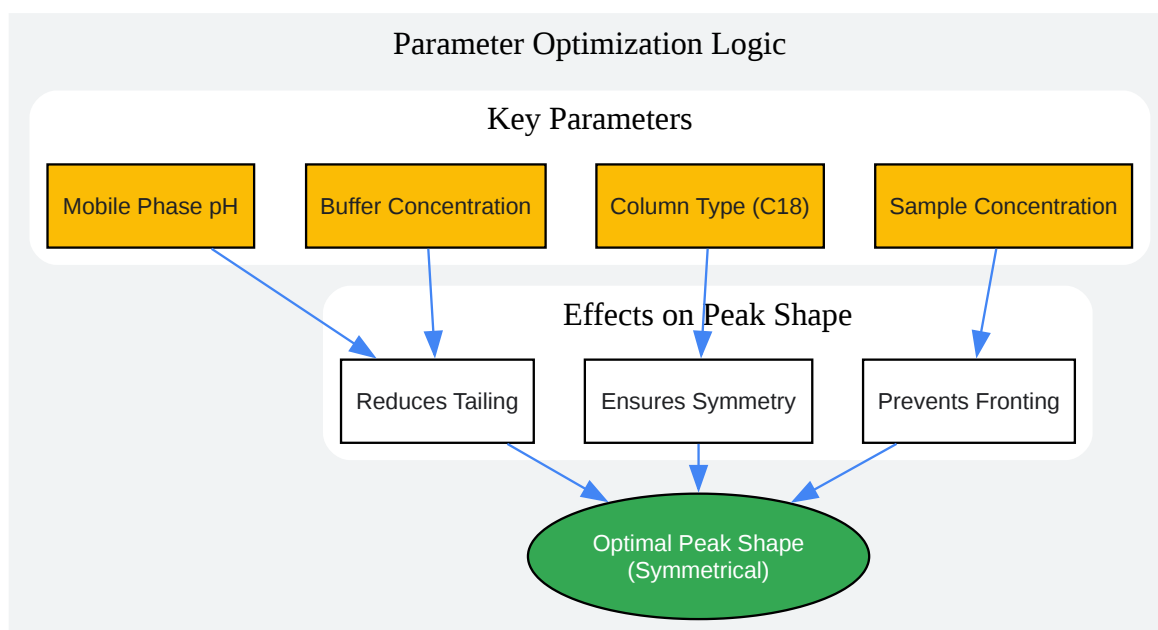 Parameter Optimization Logic
Key Parameters
Mobile Phase pH
Buffer Concentration
Column Type (C18)
Sample Concentration
Effects on Peak Shape
Reduces Tailing
Ensures Symmetry
Prevents Fronting
Optimal Peak Shape
(Symmetrical)